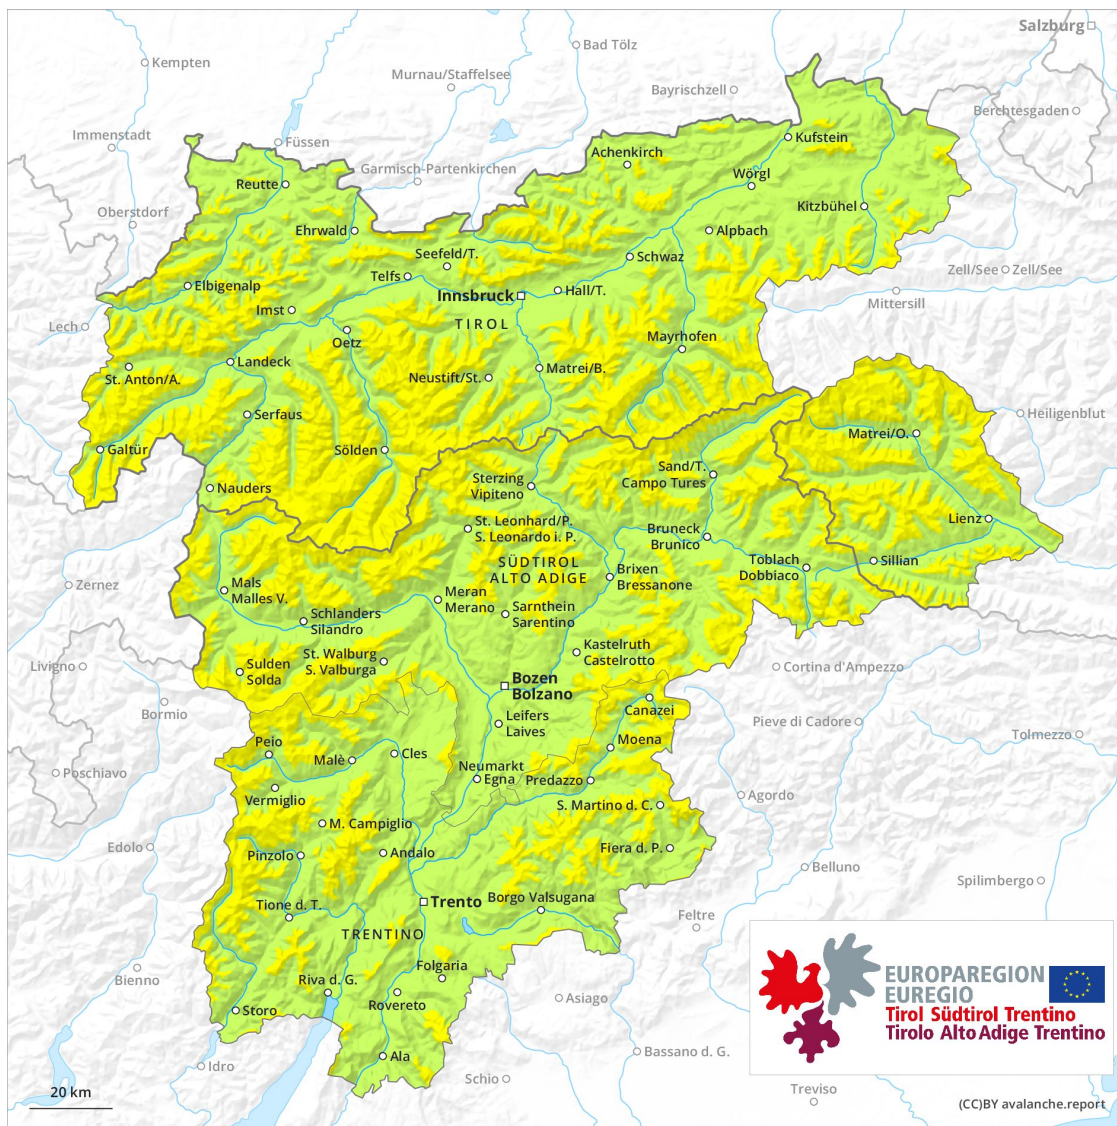 Salzburg
Bad Tölz
Kempten
Murnau/Staffelsee
Bayrischzell
Berchtesgaden
Immenstadt
Füssen
Kufstein
Achenkirch
Garmisch-Partenkirchen
Wörgl
Reutte
Oberstdorf
Kitzbühel
Ehrwald
Alpbach
Seefeld/T.
Schwaz
Telfs
Zell/See
Zell/See
Elbigenalp
Innsbruck
Hall/T.
Mittersill
Imst
TIROL
Lech
Oetz
Mayrhofen
Landeck
Matrei/B.
St. Anton/A.
Neustift/St.
Serfaus
Heiligenblut
Matrei/O.
Galtür
Sölden
Sand/T.
Campo Tures
Sterzing
Vipiteno
Nauders
Lienz
St. Leonhard/P.
S. Leonardo i. P.
Bruneck
Brunico
SÜDTIROL
ALTO ADIGE
Toblach
Dobbiaco
Sillian
Brixen
Bressanone
Zernez
Mals
Malles V.
Meran
Merano
Schlanders
Silandro
Sarnthein
Sarentino
Kastelruth
Castelrotto
St. Walburg
S. Valburga
Livigno
Sulden
Solda
Cortina d'Ampezzo
Bozen
Bolzano
Bormio
Canazei
Leifers
Laives
Pieve di Cadore
Tolmezzo
Peio
Moena
Cles
Malè
Poschiavo
Neumarkt
Egna
Predazzo
Vermiglio
Agordo
S. Martino d. C.
M. Campiglio
Edolo
Pinzolo
Andalo
Fiera d. P.
Belluno
Spilimbergo
Tione d. T.
Trento
Borgo Valsugana
Feltre
TRENTINO
Bienno
Folgaria
Riva d. G.
Rovereto
Asiago
Storo
EUROPAREGION
EUREGIO
Tirol Südtirol Trentino
Tirolo Alto Adige Trentino
Ala
Idro
Bassano d. G.
Schio
Treviso
20 km
(CC)BY avalanche.report